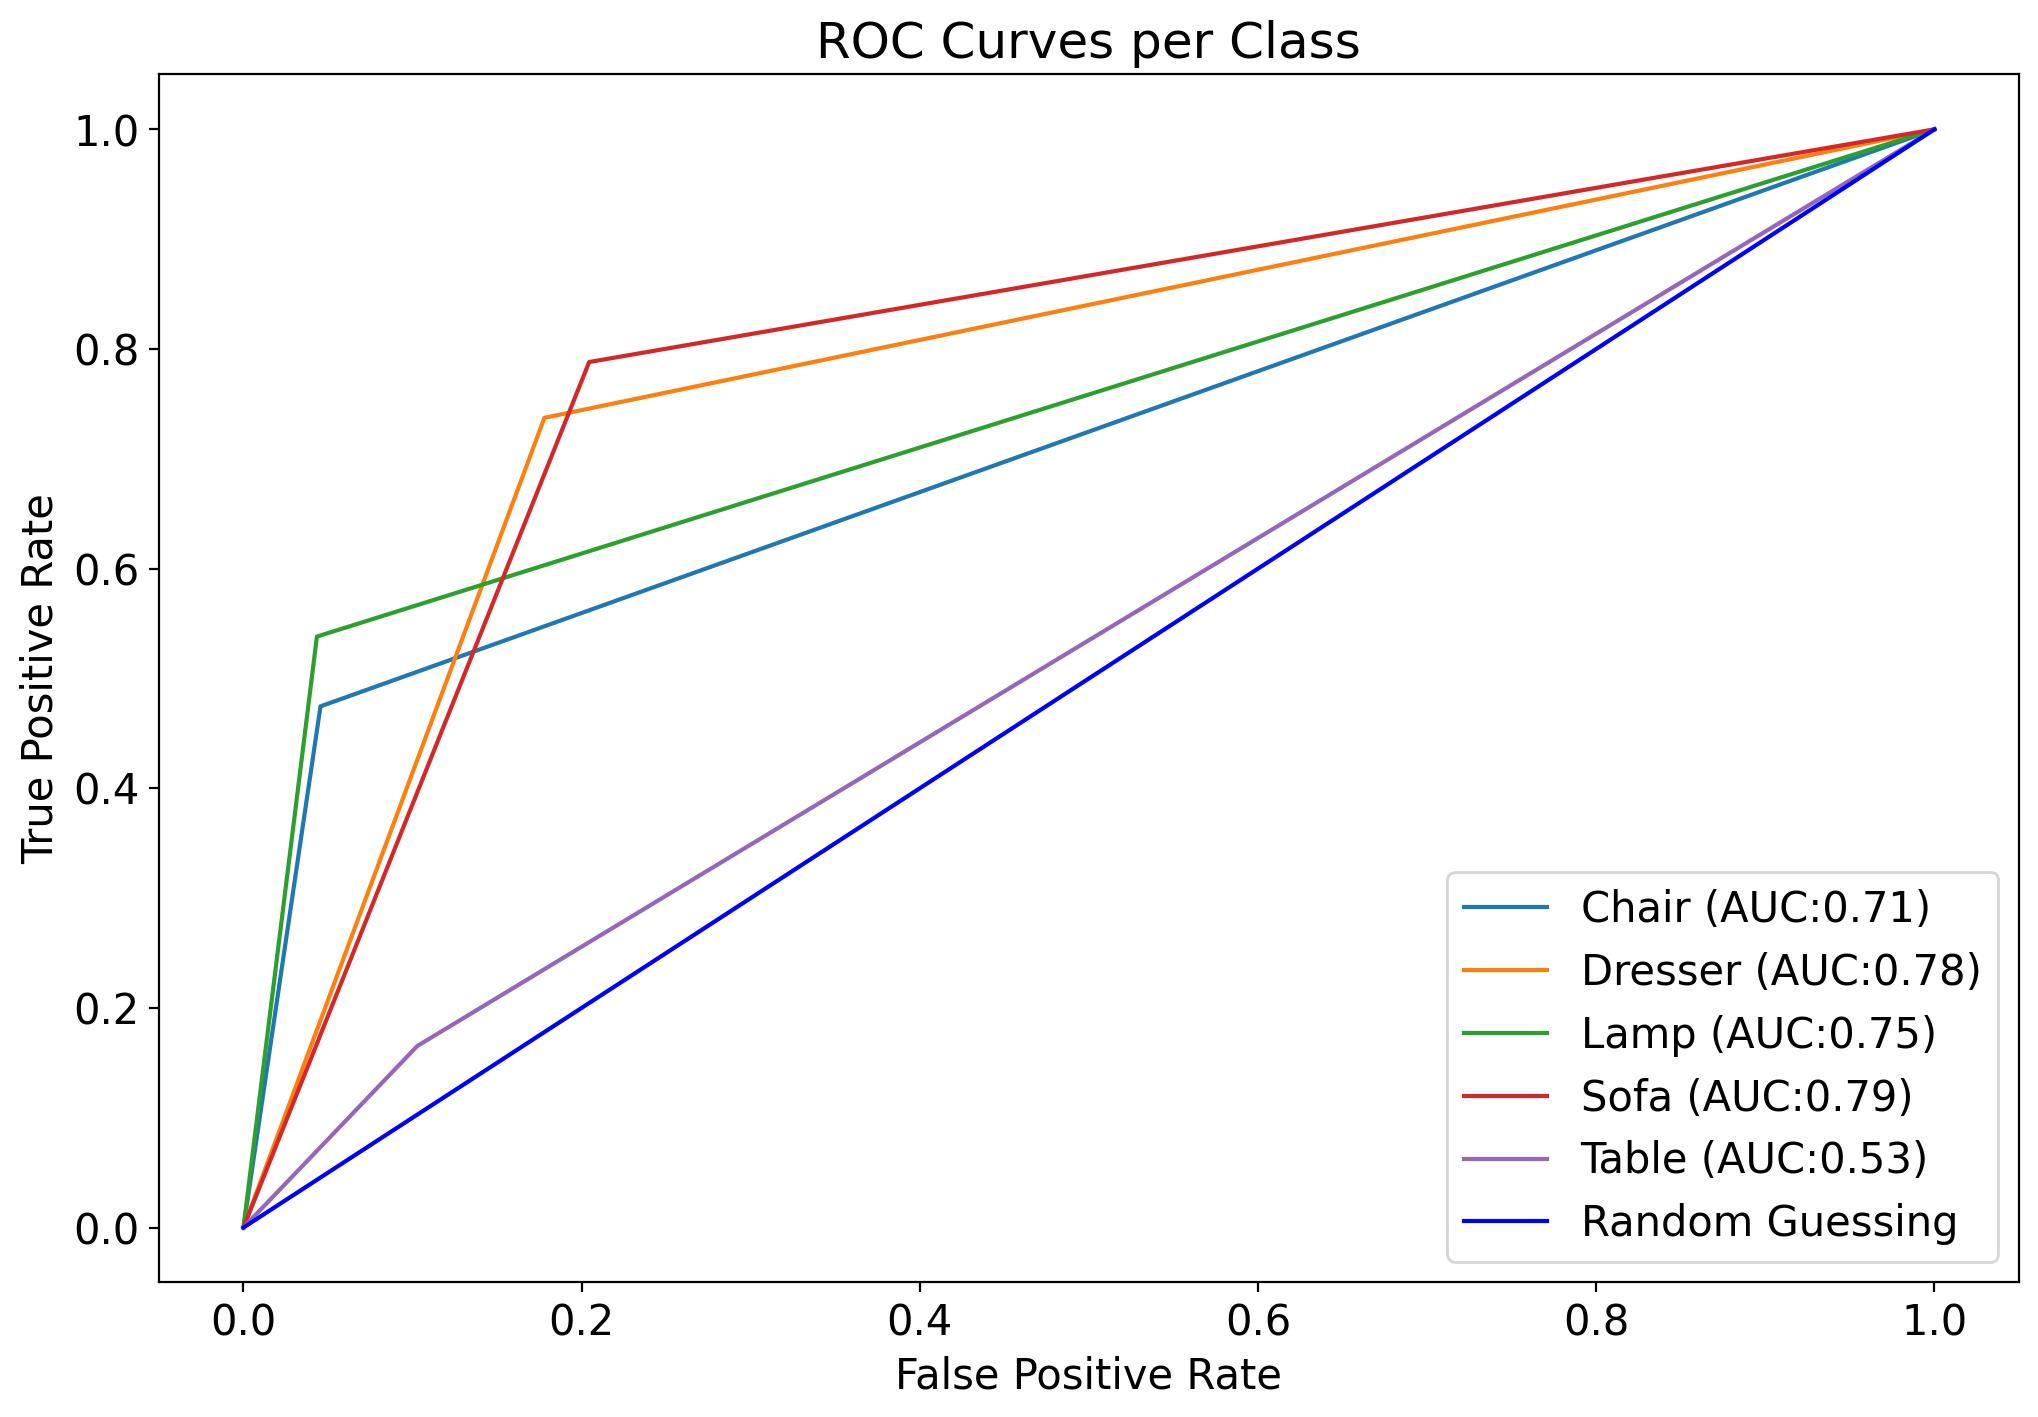 ROC Curves per Class
1.0
0.8
0.6
0.4
0.2
0.0
True Positive Rate
Chair (AUC:0.71)
Dresser (AUC:0.78)
Lamp (AUC:0.75)
Sofa (AUC:0.79)
Table (AUC:0.53)
Random Guessing
0.0 0.2 0.4 0.6 0.8 1.0
False Positive Rate